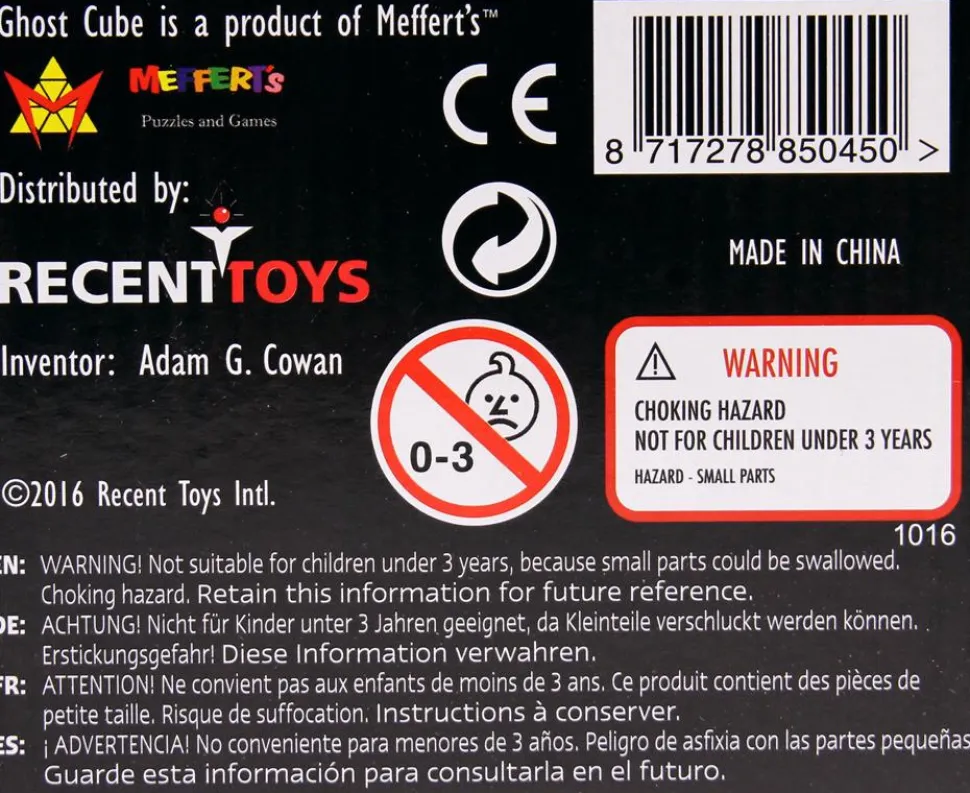 Ghost Cube is a product of Meffert's™
MEFFERT'S
Puzzles and Games
CE
8 717278 850450 >
Distributed by:
RECENTTOYS
MADE IN CHINA
Inventor: Adam G. Cowan
0-3
WARNING
CHOKING HAZARD
NOT FOR CHILDREN UNDER 3 YEARS
HAZARD - SMALL PARTS
©2016 Recent Toys Intl.
1016
EN: WARNING! Not suitable for children under 3 years, because small parts could be swallowed.
Choking hazard. Retain this information for future reference.
DE: ACHTUNG! Nicht für Kinder unter 3 Jahren geeignet, da Kleinteile verschluckt werden können.
Erstickungsgefahr! Diese Information verwahren.
FR: ATTENTION! Ne convient pas aux enfants de moins de 3 ans. Ce produit contient des pièces de
petite taille. Risque de suffocation. Instructions à conserver.
ES: ¡ ADVERTENCIA! No conveniente para menores de 3 años. Peligro de asfixia con las partes pequeñas
Guarde esta información para consultarla en el futuro.